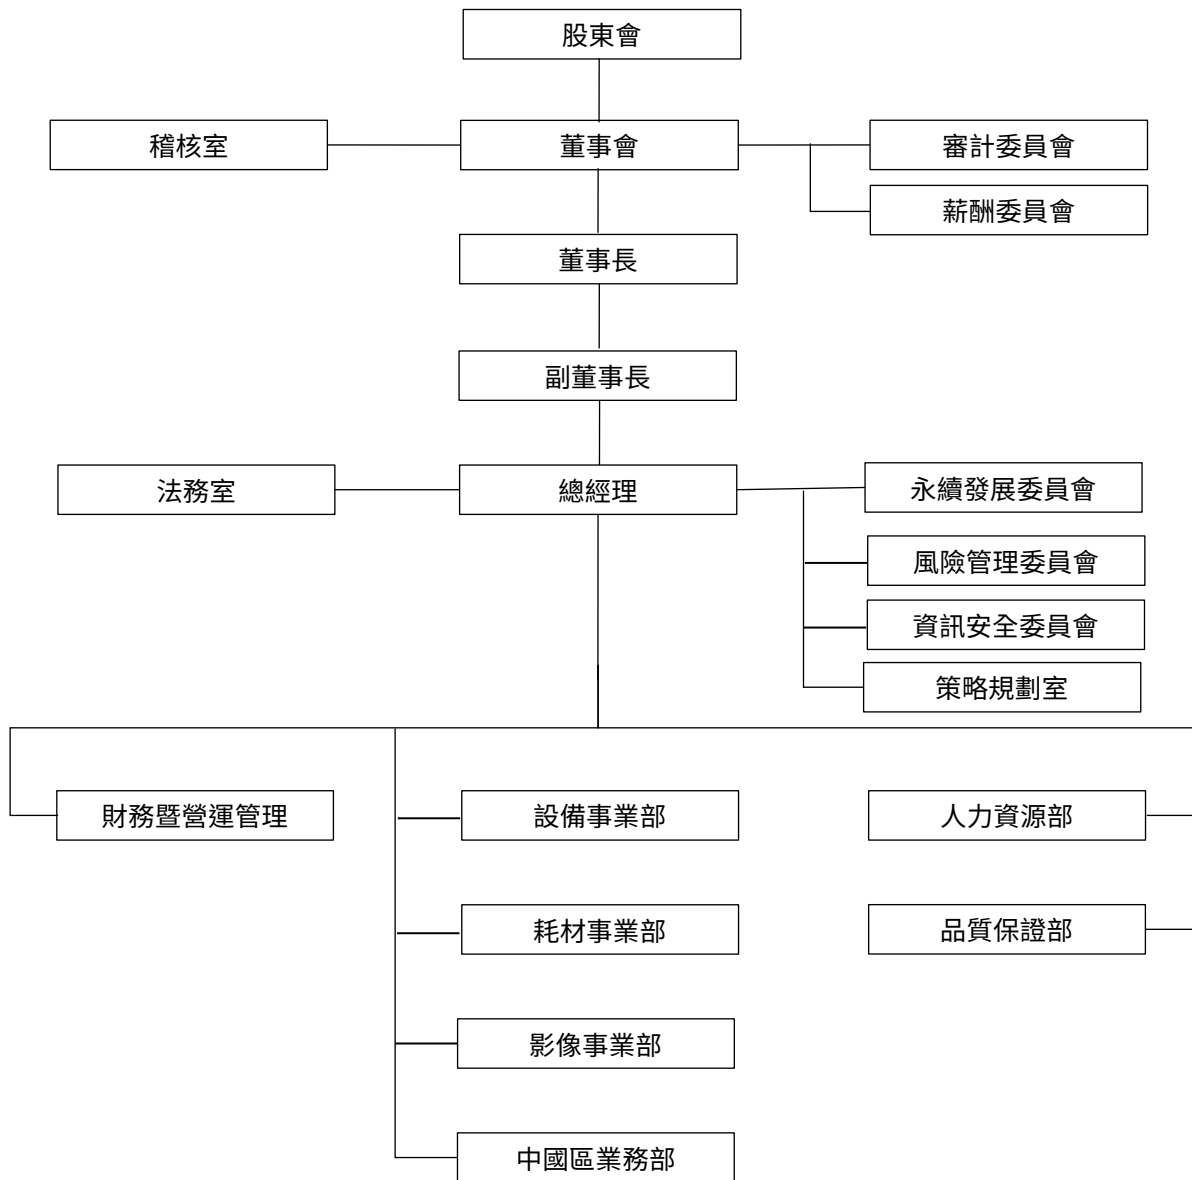 股東會
稽核室
董事會
審計委員會
薪酬委員會
董事長
副董事長
法務室
總經理
永續發展委員會
風險管理委員會
資訊安全委員會
策略規劃室
財務暨營運管理
設備事業部
人力資源部
耗材事業部
品質保證部
影像事業部
中國區業務部